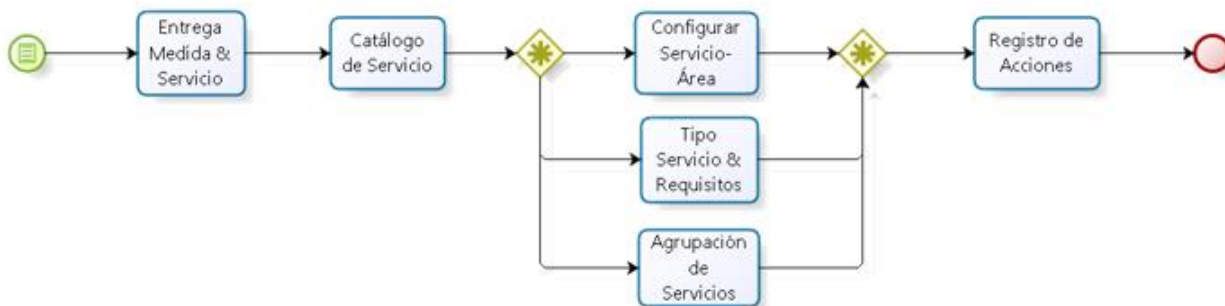 Entrega
Medida &
Servicio
Catálogo
de Servicio
Configurar
Servicio-
Área
Tipo
Servicio &
Requisitos
Agrupación
de
Servicios
Registro de
Acciones